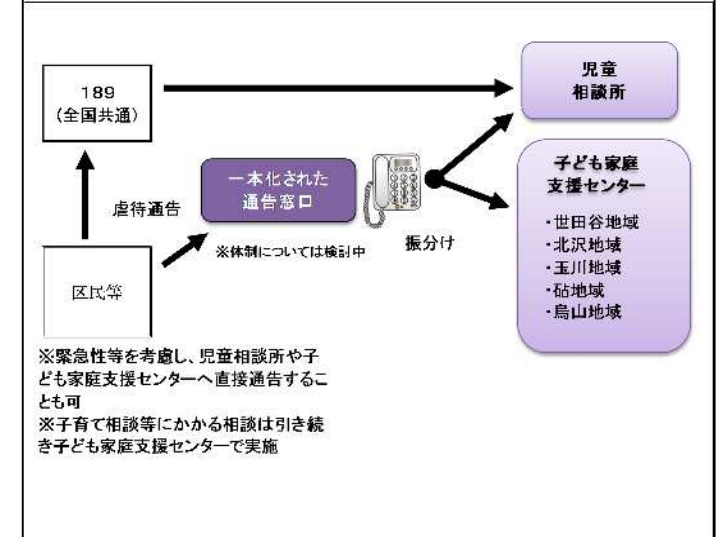 児童
相談所
189
(全国共通)
子ども家庭
支援センター
・世田谷地域
・北沢地域
・玉川地域
・砧地域
・烏山地域
一本化された
通告窓口
虐待通告
※体制については検討中
振分け
区民等
※緊急性等を考慮し、児童相談所や子
ども家庭支援センターへ直接通告するこ
とも可
※子育て相談等にかかる相談は引き続
き子ども家庭支援センターで実施